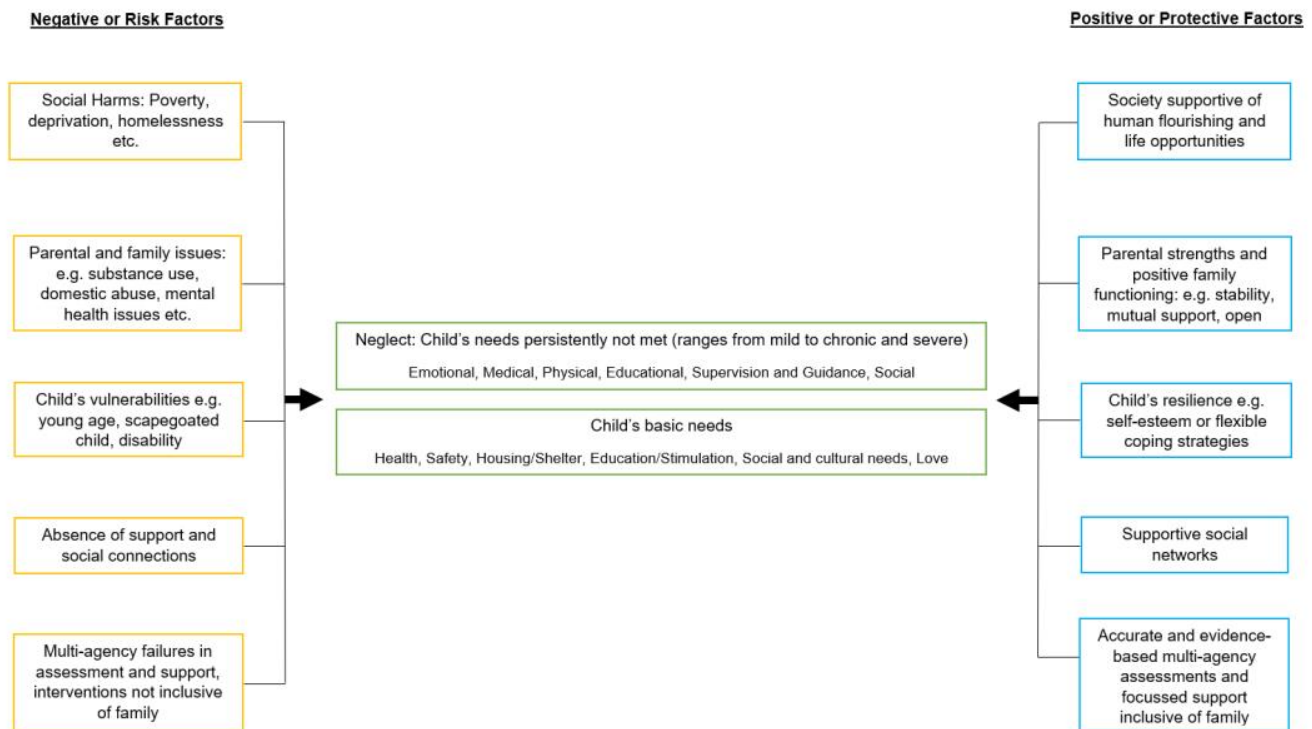 Negative or Risk Factors
Positive or Protective Factors
Social Harms: Poverty,
deprivation, homelessness
etc.
Parental and family issues:
e.g. substance use,
domestic abuse, mental
health issues etc.
Child's vulnerabilities e.g.
young age, scapegoated
child, disability
Absence of support and
social connections
Multi-agency failures in
assessment and support,
interventions not inclusive
of family
Neglect: Child's needs persistently not met (ranges from mild to chronic and severe)
Emotional, Medical, Physical, Educational, Supervision and Guidance, Social
Child's basic needs
Health, Safety, Housing/Shelter, Education/Stimulation, Social and cultural needs, Love
Society supportive of
human flourishing and
life opportunities
Parental strengths and
positive family
functioning: e.g. stability,
mutual support, open
Child's resilience e.g.
self-esteem or flexible
coping strategies
Supportive social
networks
Accurate and evidence-
based multi-agency
assessments and
focussed support
inclusive of family